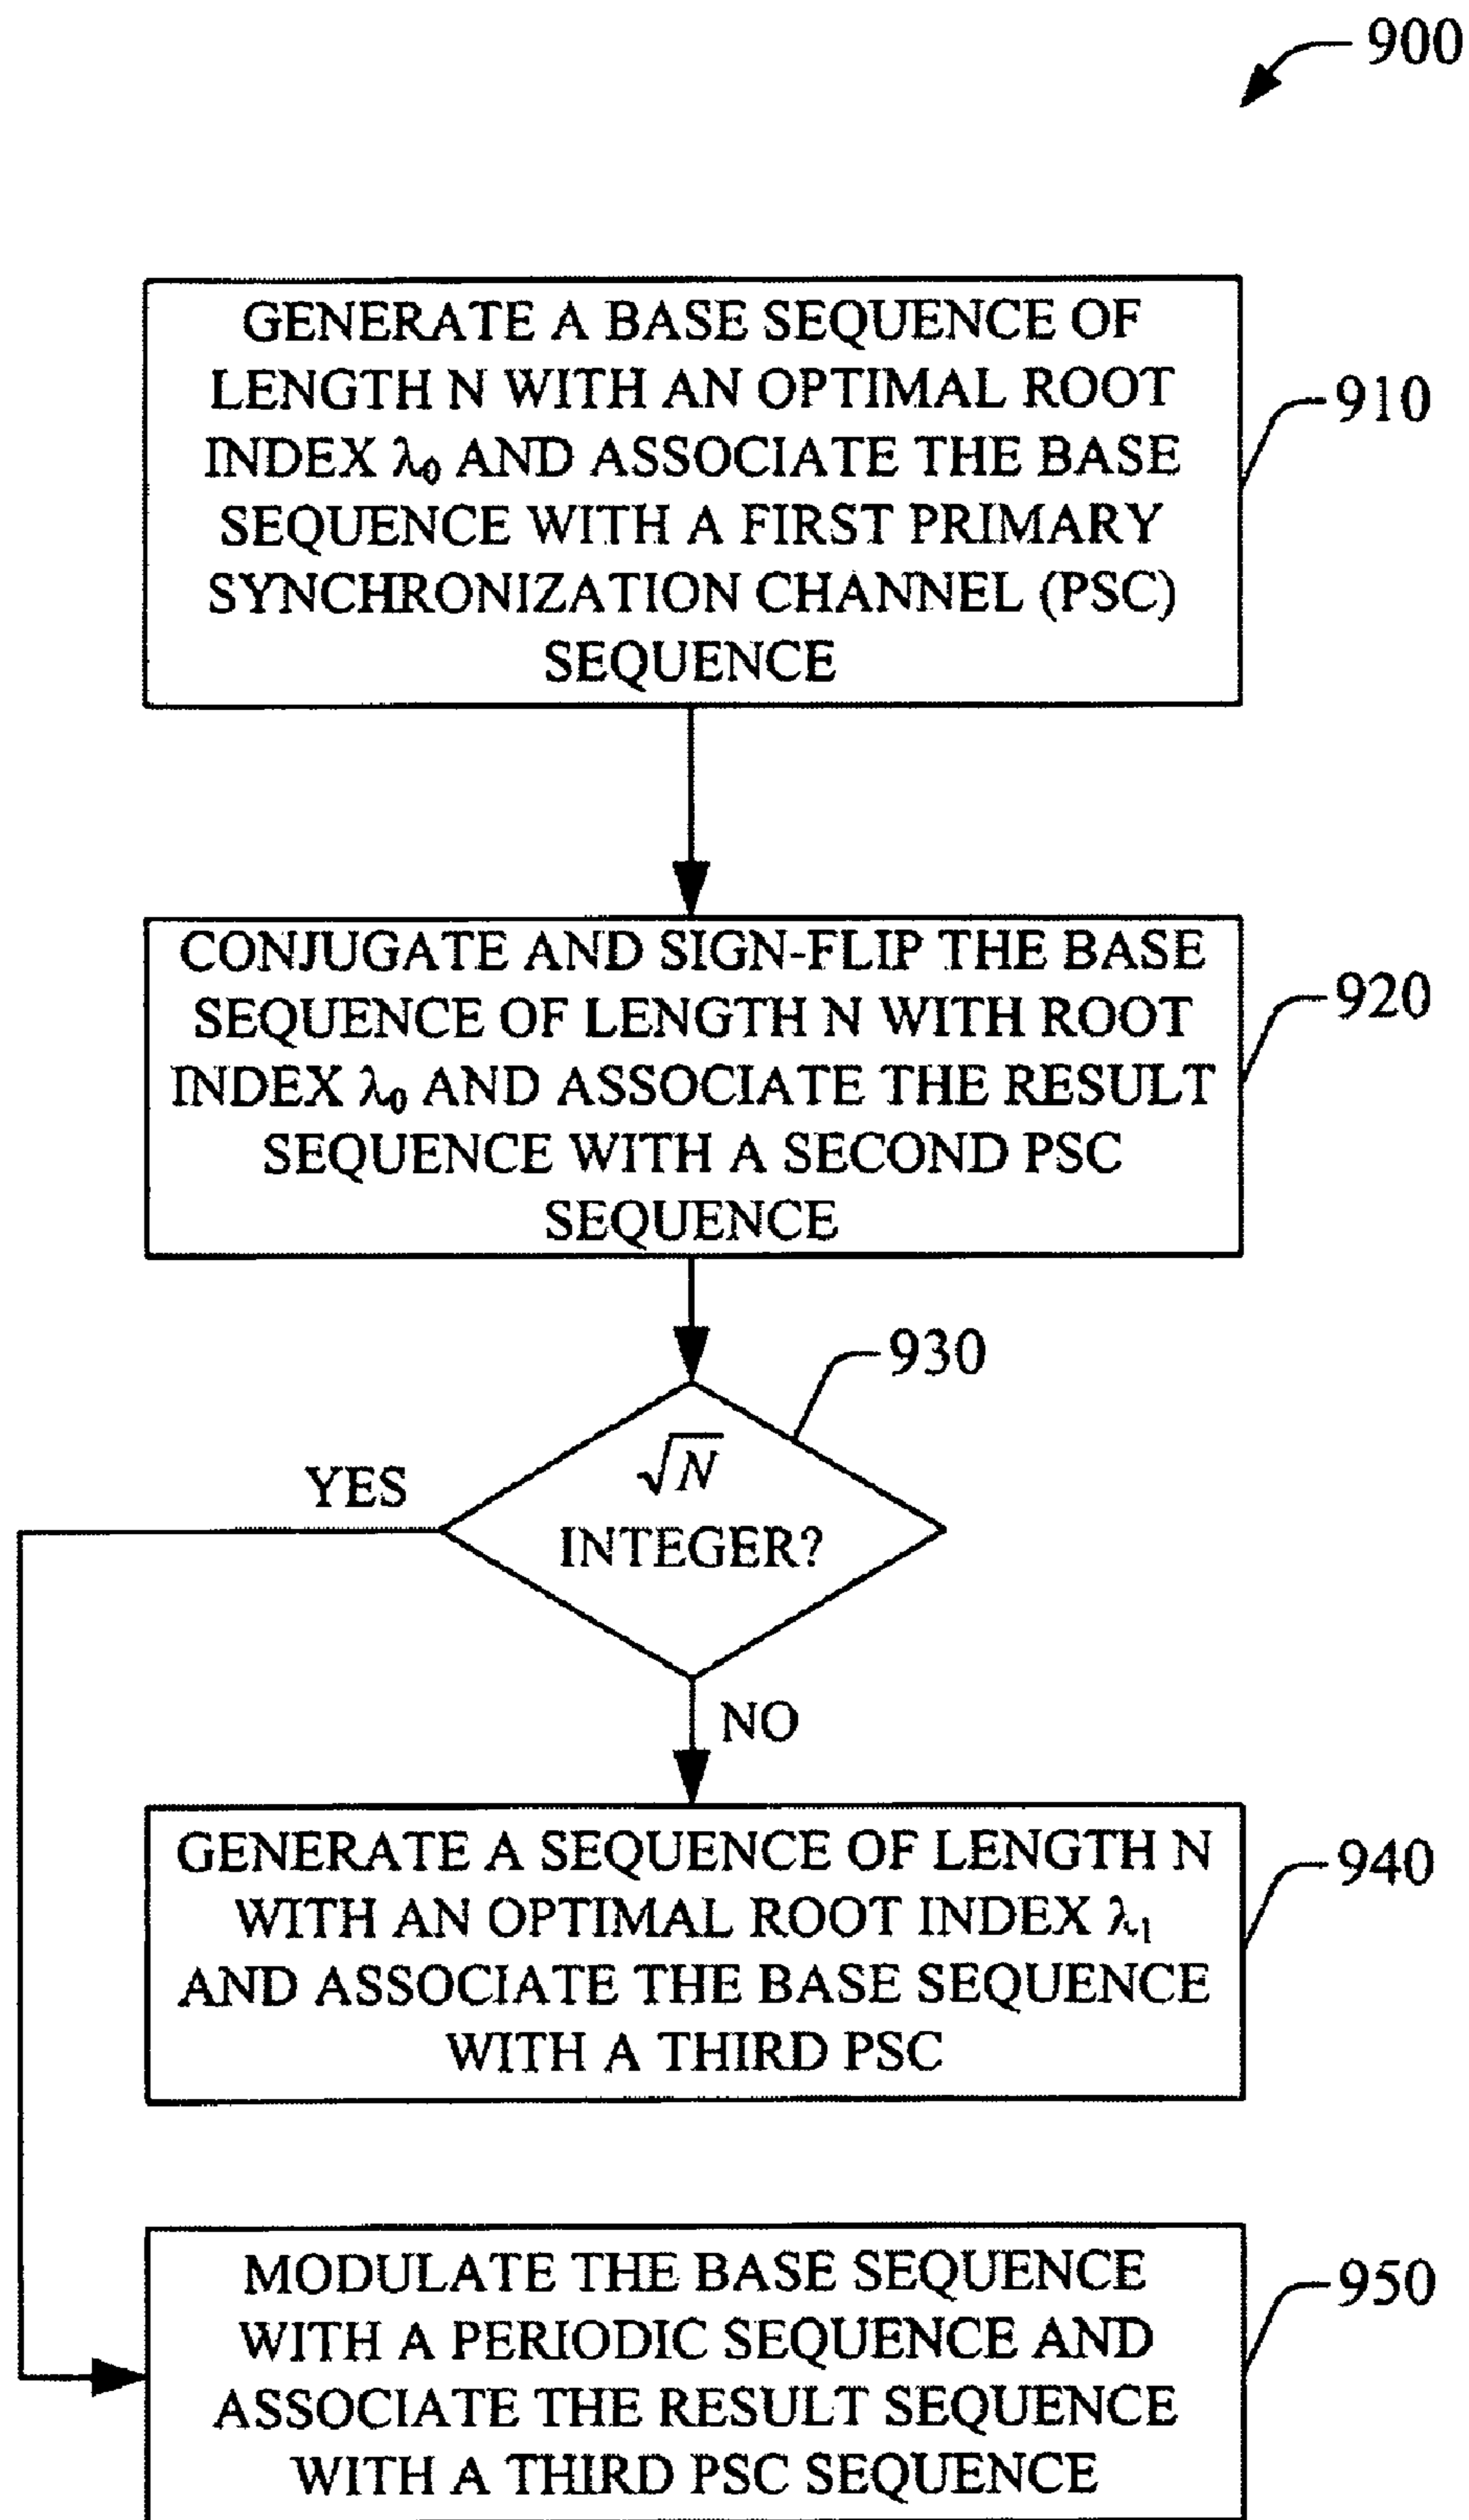 900
GENERATE A BASE SEQUENCE OF
LENGTH N WITH AN OPTIMAL ROOT
INDEX λ₀ AND ASSOCIATE THE BASE
SEQUENCE WITH A FIRST PRIMARY
SYNCHRONIZATION CHANNEL (PSC)
SEQUENCE
910
CONJUGATE AND SIGN-FLIP THE BASE
SEQUENCE OF LENGTH N WITH ROOT
INDEX λ₀ AND ASSOCIATE THE RESULT
SEQUENCE WITH A SECOND PSC
SEQUENCE
920
930
√N
INTEGER?
YES
NO
GENERATE A SEQUENCE OF LENGTH N
WITH AN OPTIMAL ROOT INDEX λ₁
AND ASSOCIATE THE BASE SEQUENCE
WITH A THIRD PSC
940
MODULATE THE BASE SEQUENCE
WITH A PERIODIC SEQUENCE AND
ASSOCIATE THE RESULT SEQUENCE
WITH A THIRD PSC SEQUENCE
950